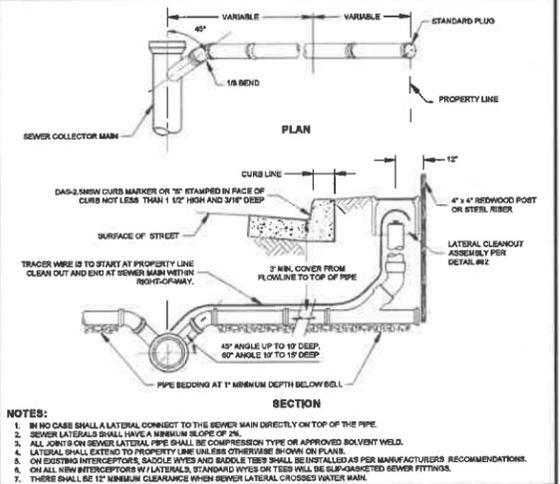 VARIABLE VARIABLE
STANDARD PLUG
45°
1/8 BEND
PROPERTY LINE
SEWER COLLECTOR MAIN
PLAN
12"
CURB LINE
DAS-2.5NSW CURB MARKER OR "S" STAMPED IN FACE OF
CURB NOT LESS THAN 1 1/2" HIGH AND 3/16" DEEP
4" x 4" REDWOOD POST
OR STEEL RISER
SURFACE OF STREET
LATERAL CLEANOUT
ASSEMBLY PER
DETAIL
TRACER WIRE IS TO START AT PROPERTY LINE
CLEAN OUT AND END AT SEWER MAIN WITHIN
RIGHT-OF-WAY.
3' MIN. COVER FROM
FLOWLINE TO TOP OF PIPE
45° ANGLE UP TO 10' DEEP,
60° ANGLE 10' TO 15' DEEP
PIPE BEDDING AT 1" MINIMUM DEPTH BELOW BELL
SECTION
NOTES:
1. IN NO CASE SHALL A LATERAL CONNECT TO THE SEWER MAIN DIRECTLY ON TOP OF THE PIPE.
2. SEWER LATERALS SHALL HAVE A MINIMUM SLOPE OF 2%.
3. ALL JOINTS ON SEWER LATERAL PIPE SHALL BE COMPRESSION TYPE OR APPROVED SOLVENT WELD.
4. LATERAL SHALL EXTEND TO PROPERTY LINE UNLESS OTHERWISE SHOWN ON PLANS.
5. ON EXISTING INTERCEPTORS, SADDLE WYES AND SADDLE TEES SHALL BE INSTALLED AS PER MANUFACTURERS RECOMMENDATIONS.
6. ON ALL NEW INTERCEPTORS W/ LATERALS, STANDARD WYES OR TEES WILL BE SLIP-GASKETED SEWER FITTINGS.
7. THERE SHALL BE 12" MINIMUM CLEARANCE WHEN SEWER LATERAL CROSSES WATER MAIN.